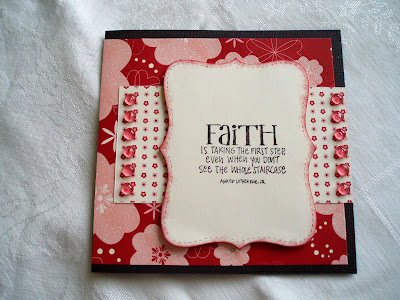 FAITH
IS TAKING THE FIRST STEP
EVEN WHEN YOU DON'T
SEE THE WHOLE STAIRCASE
MARTIN LUTHER KING, JR.